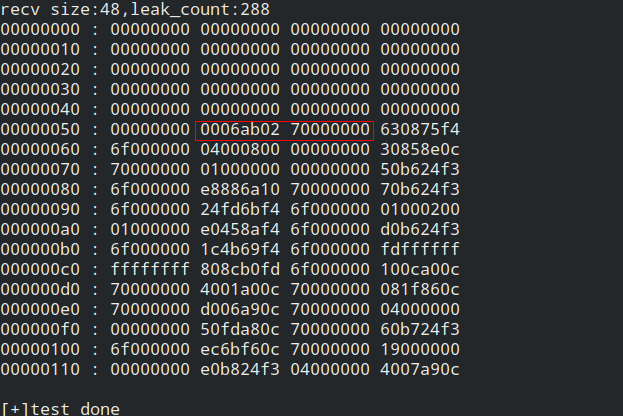 recv size:48,leak_count:288
00000000 : 00000000 00000000 00000000 00000000
00000010 : 00000000 00000000 00000000 00000000
00000020 : 00000000 00000000 00000000 00000000
00000030 : 00000000 00000000 00000000 00000000
00000040 : 00000000 00000000 00000000 00000000
00000050 : 00000000 0006ab02 70000000 630875f4
00000060 : 6f000000 04000800 00000000 30858e0c
00000070 : 70000000 01000000 00000000 50b624f3
00000080 : 6f000000 e8886a10 70000000 70b624f3
00000090 : 6f000000 24fd6bf4 6f000000 01000200
000000a0 : 01000000 e0458af4 6f000000 d0b624f3
000000b0 : 6f000000 1c4b69f4 6f000000 fdffffff
000000c0 : ffffffff 808cb0fd 6f000000 100ca00c
000000d0 : 70000000 4001a00c 70000000 081f860c
000000e0 : 70000000 d006a90c 70000000 04000000
000000f0 : 00000000 50fda80c 70000000 60b724f3
00000100 : 6f000000 ec6bf60c 70000000 19000000
00000110 : 00000000 e0b824f3 04000000 4007a90c
[+]test done